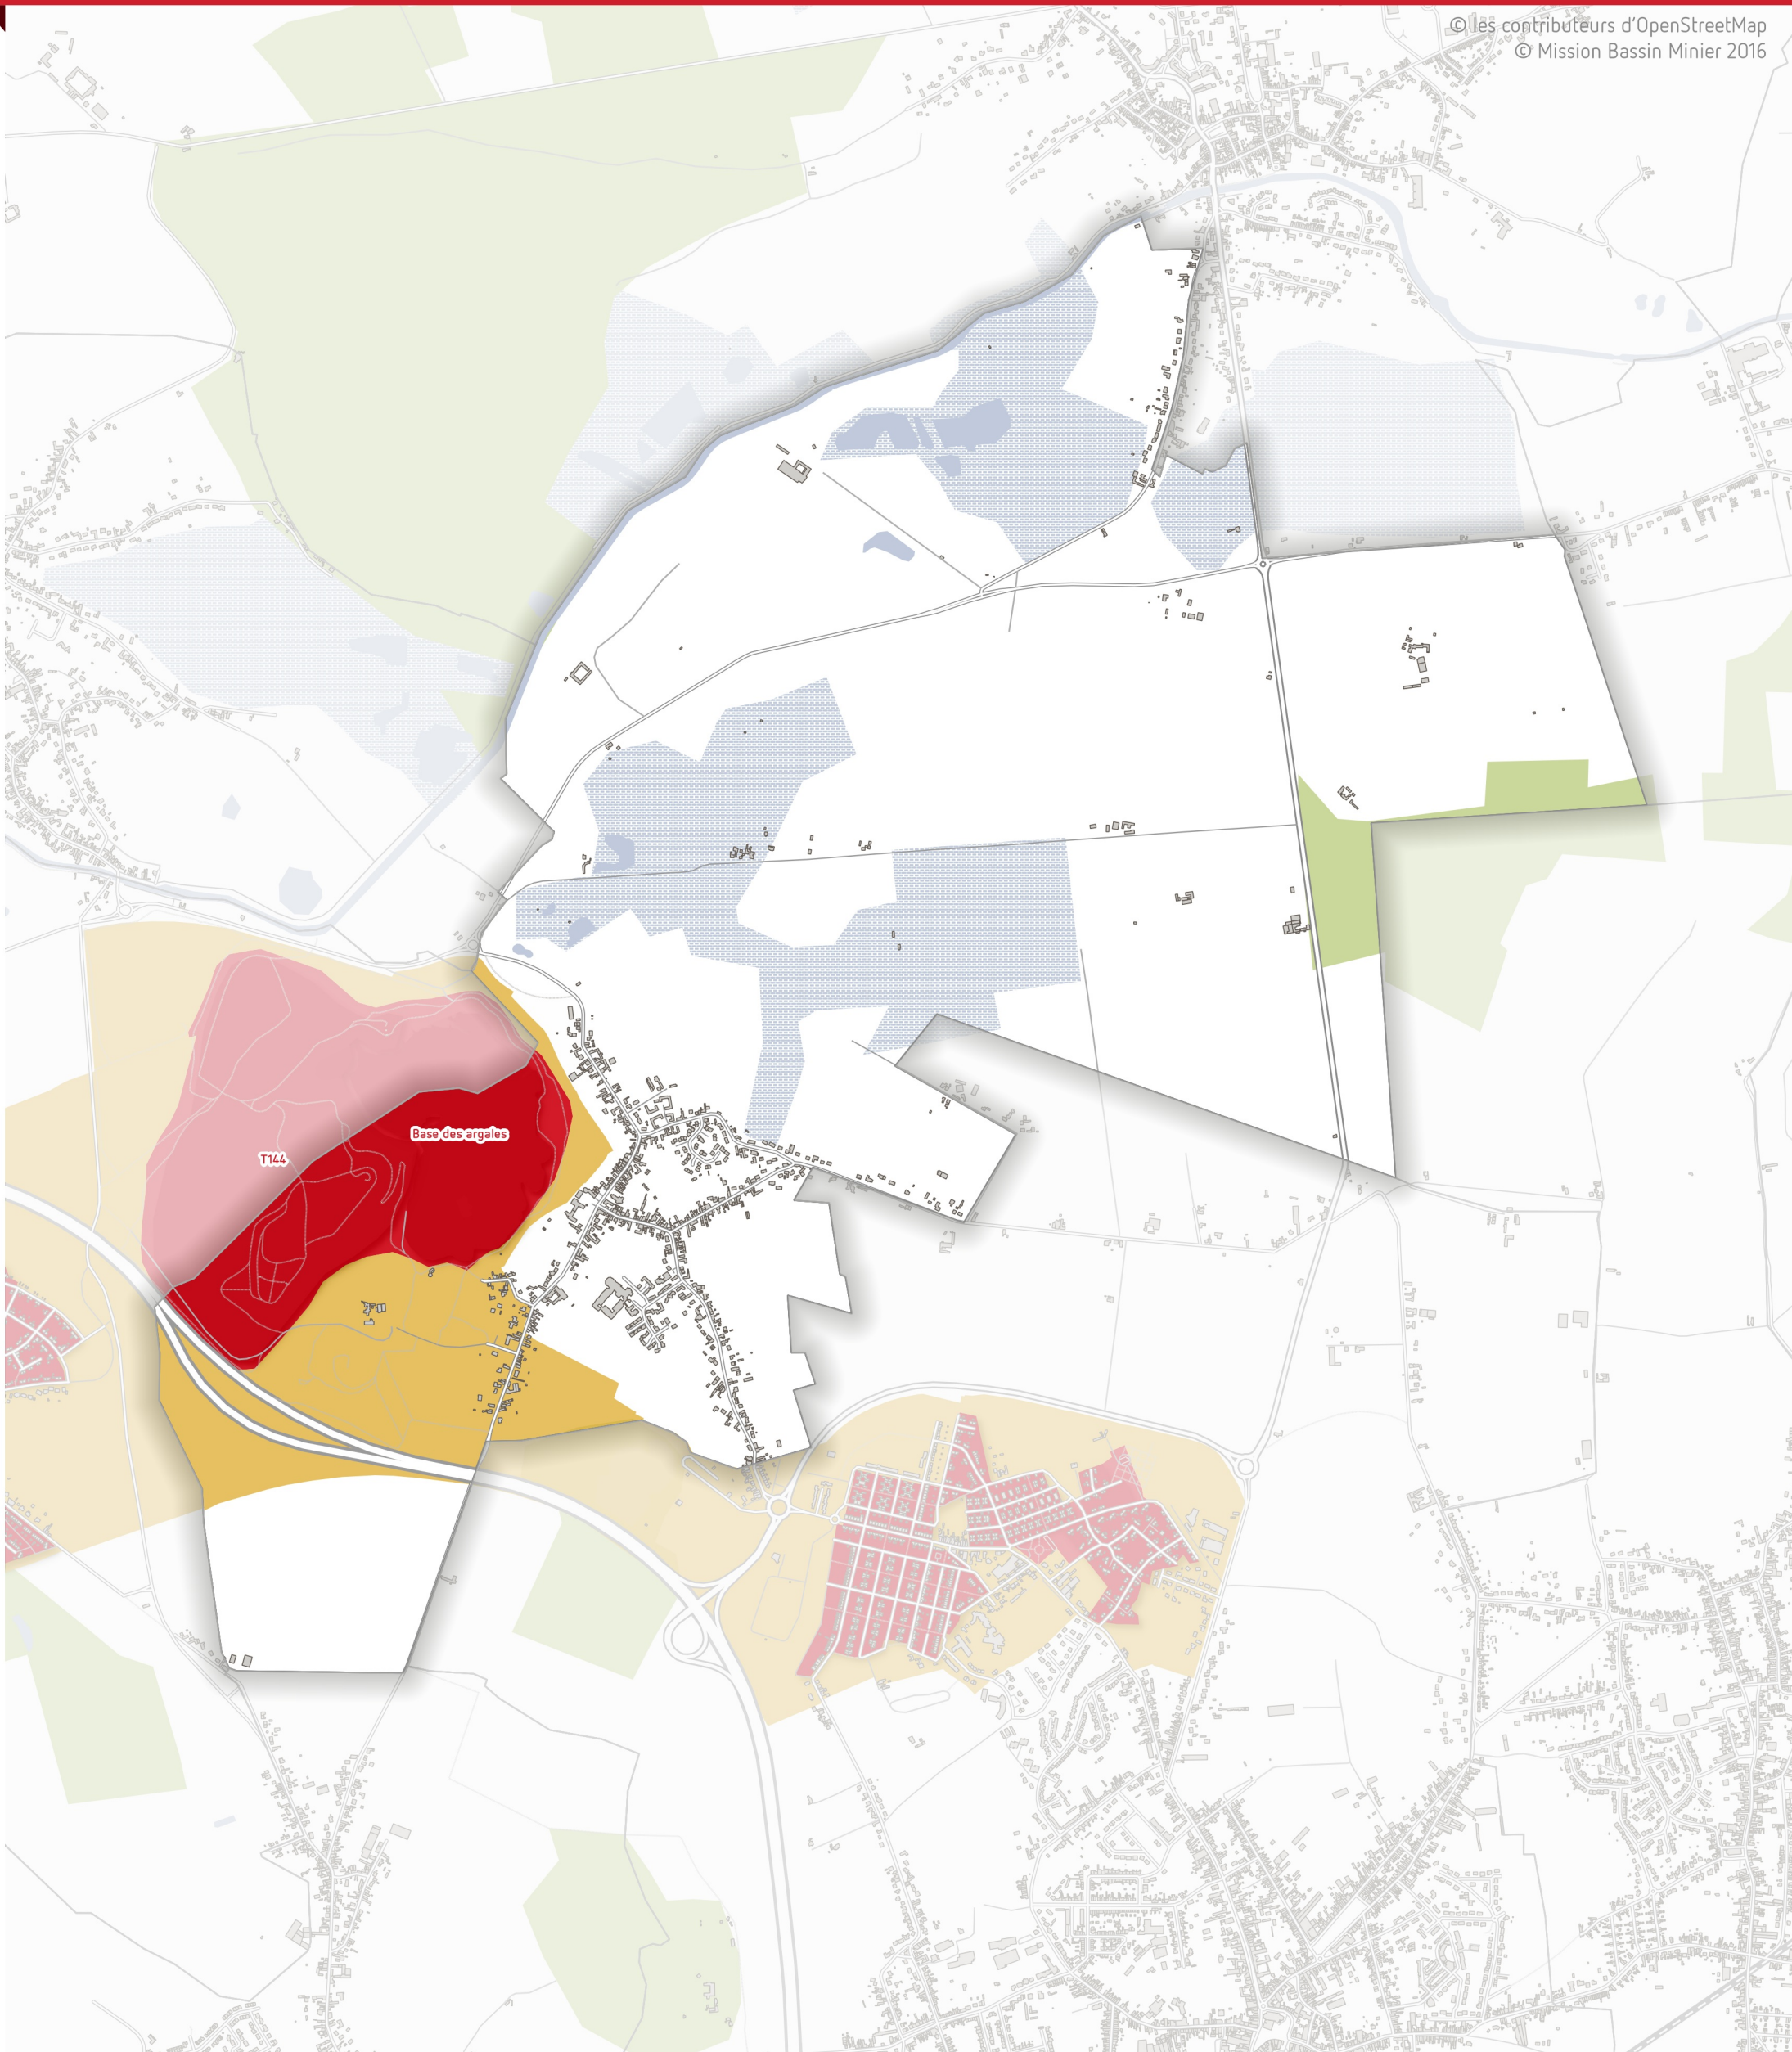 © les contributeurs d'OpenStreetMap
© Mission Bassin Minier 2016
Base des argales
T144